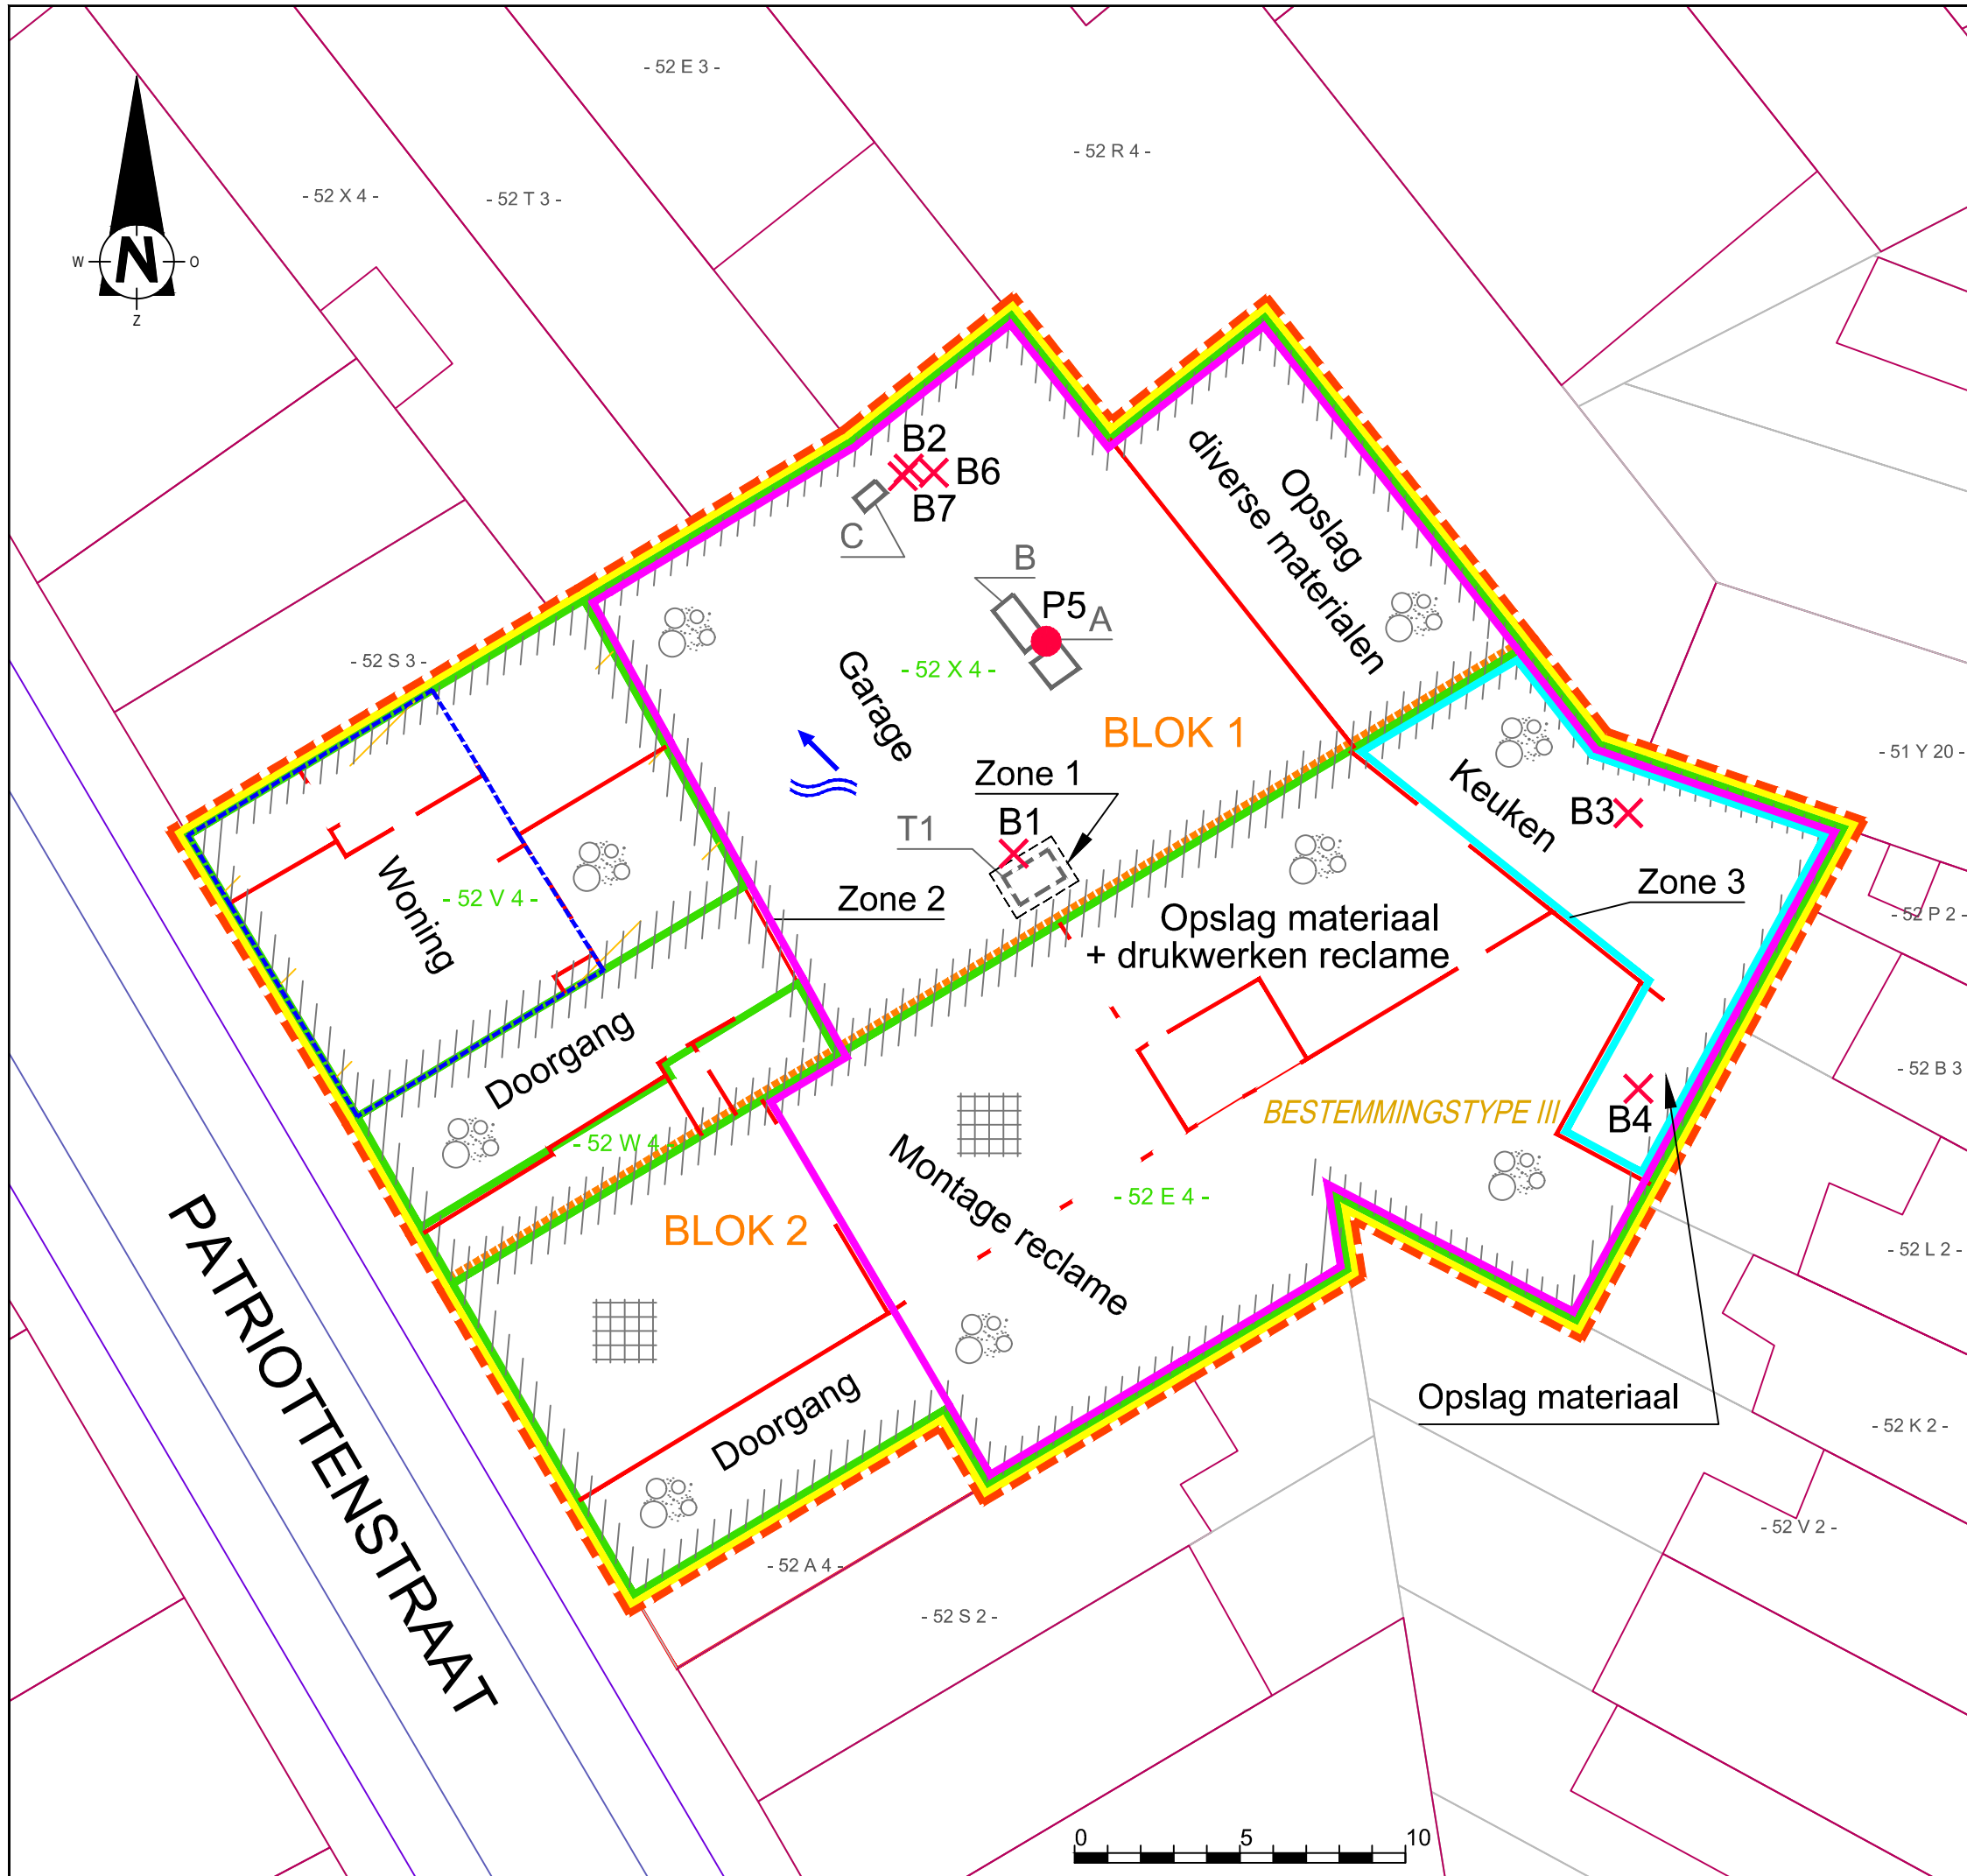 - 52 E 3 -
- 52 R 4 -
- 52 X 4 -
- 52 T 3 -
N
W
O
Z
B2
B6
B7
C
diverse materialen
Opslag
B
P5
A
- 52 S 3 -
Garage
- 52 X 4 -
BLOK 1
- 51 Y 20 -
Zone 1
Keuken
B3
T1
B1
Woning
- 52 V 4 -
Zone 2
Zone 3
Opslag materiaal
+ drukwerken reclame
- 52 P 2 -
Doorgang
- 52 B 3
BESTEMMINGSTYPE III
B4
- 52 W 4
Montage reclame
- 52 E 4 -
BLOK 2
- 52 L 2 -
PATRIOTTENSTRAAT
Doorgang
Opslag materiaal
- 52 K 2 -
- 52 V 2 -
- 52 A 4 -
- 52 S 2 -
0
5
10